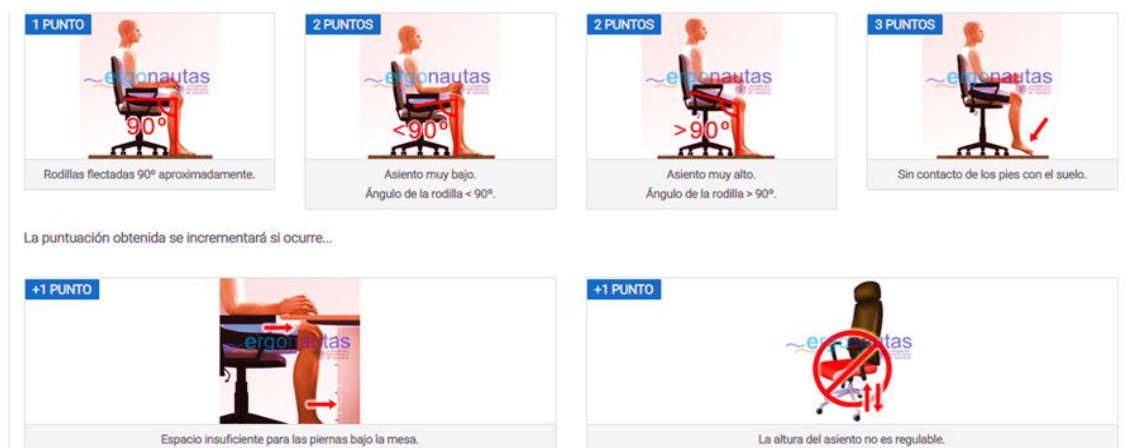 1 PUNTO
2 PUNTOS
2 PUNTOS
3 PUNTOS
ergonautas
ergonautas
ergonautas
ergonautas
90º
<90º
>90º
Rodillas flectadas 90º aproximadamente.
Asiento muy bajo.
Ángulo de la rodilla < 90º.
Asiento muy alto.
Ángulo de la rodilla > 90º.
Sin contacto de los pies con el suelo.
La puntuación obtenida se incrementará si ocurre...
+1 PUNTO
+1 PUNTO
ergonautas
ergonautas
Espacio insuficiente para las piernas bajo la mesa.
La altura del asiento no es regulable.